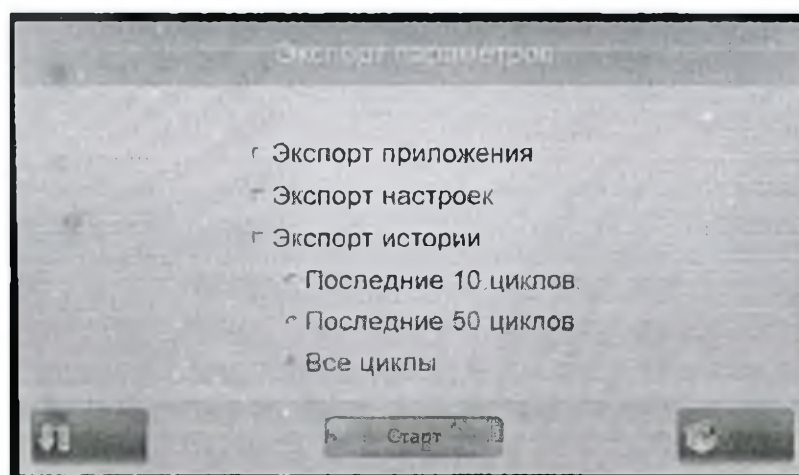 Экспорт параметров
Экспорт приложения
Экспорт настроек
Экспорт истории
Последние 10 циклов
Последние 50 циклов
Все циклы
Старт